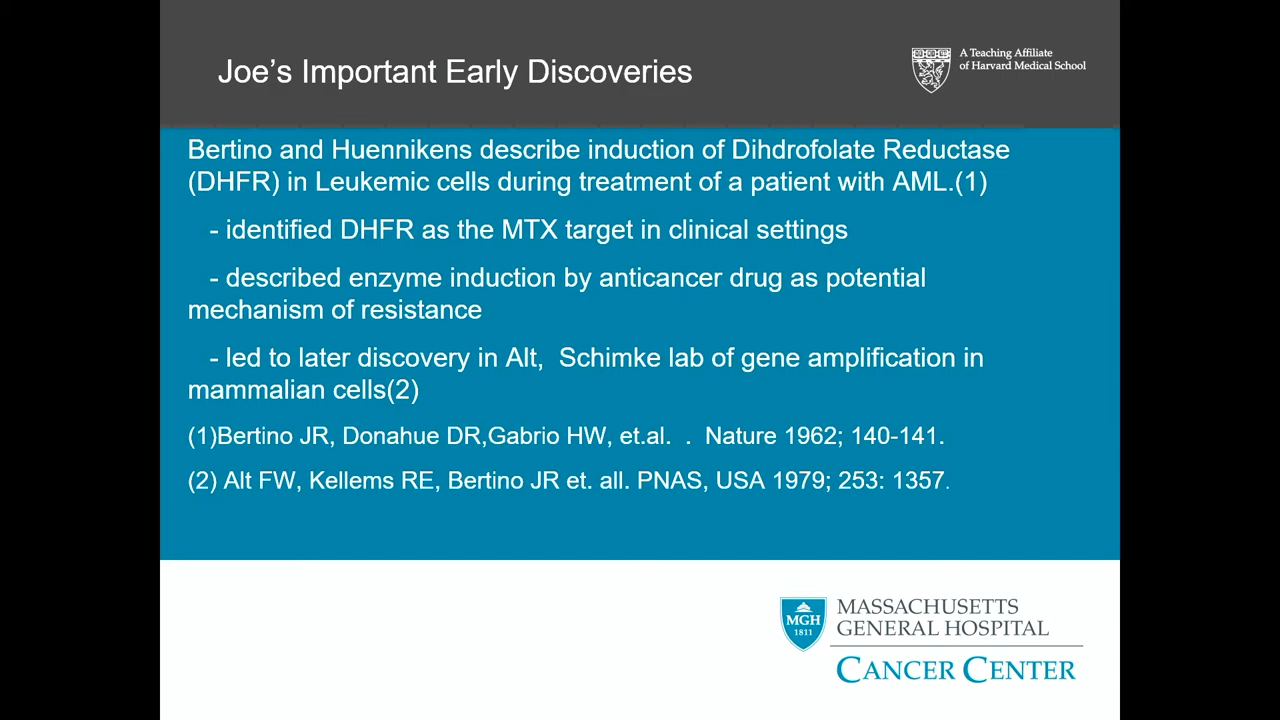 Joe's Important Early Discoveries
A Teaching Affiliate
of Harvard Medical School
Bertino and Huennikens describe induction of Dihdrofolate Reductase
(DHFR) in Leukemic cells during treatment of a patient with AML.(1)
- identified DHFR as the MTX target in clinical settings
- described enzyme induction by anticancer drug as potential
mechanism of resistance
- led to later discovery in Alt,  Schimke lab of gene amplification in
mammalian cells(2)
(1)Bertino JR, Donahue DR,Gabrio HW, et.al.  .  Nature 1962; 140-141.
(2) Alt FW, Kellems RE, Bertino JR et. all. PNAS, USA 1979; 253: 1357.
MGH
1811
MASSACHUSETTS
GENERAL HOSPITAL
CANCER CENTER